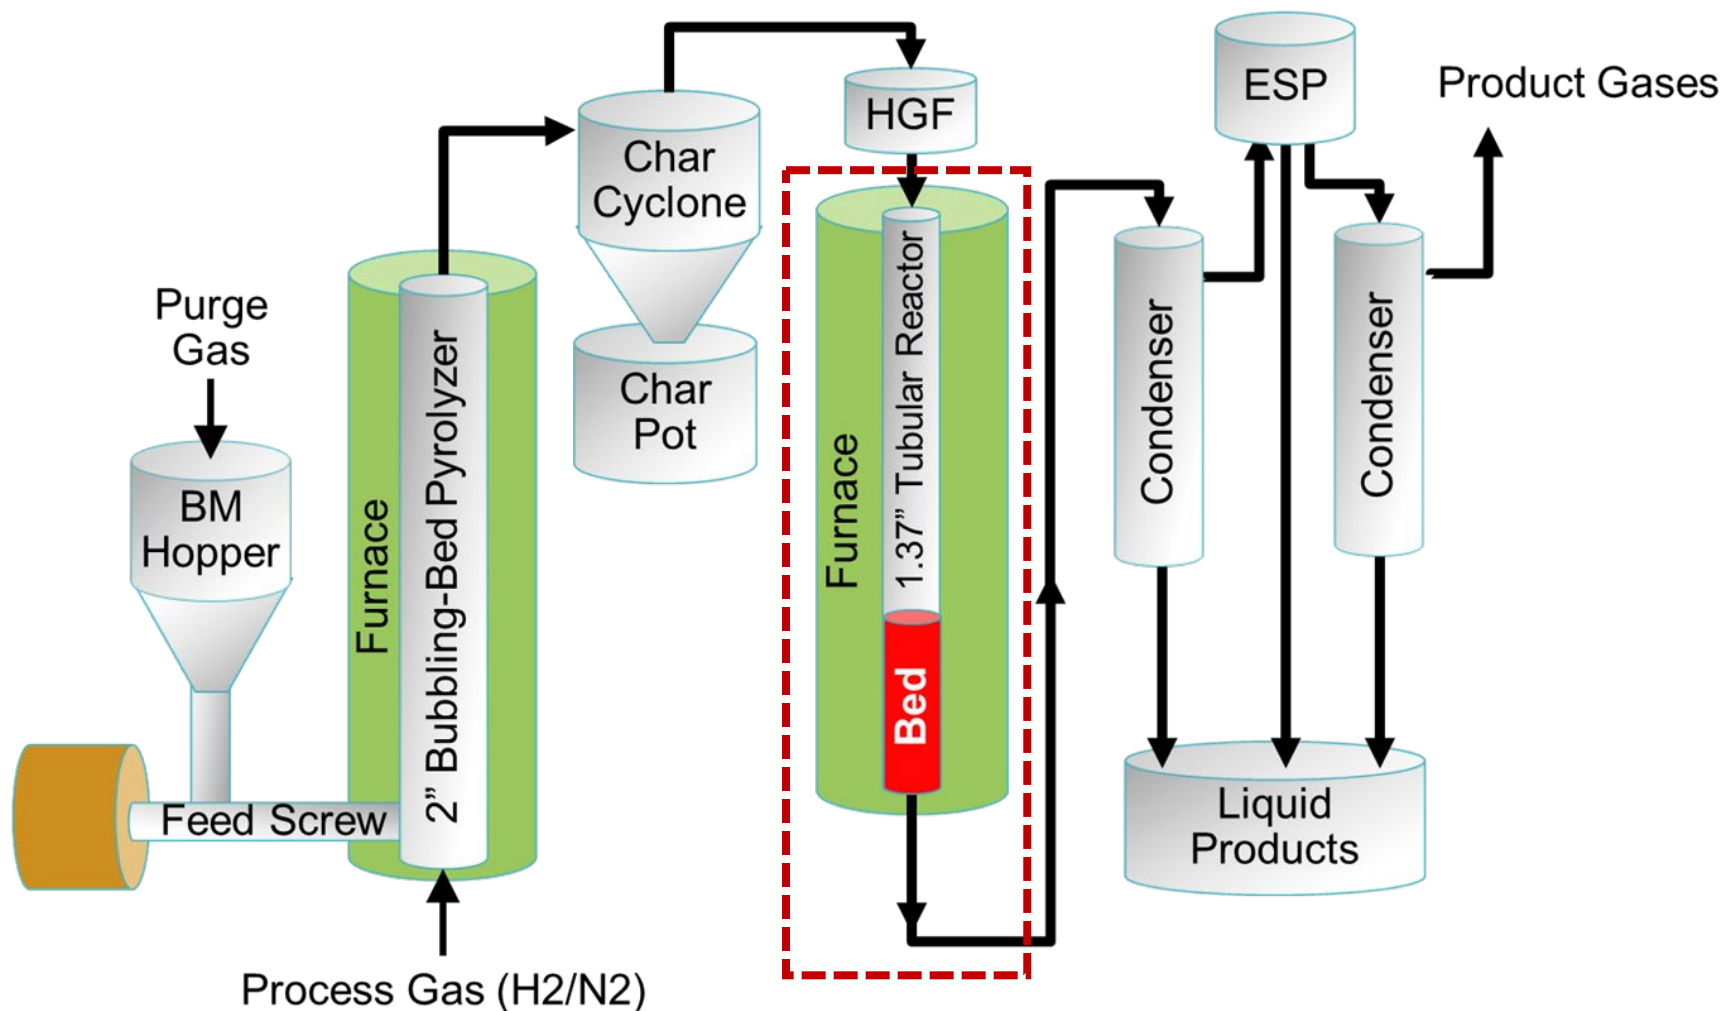 Purge
Gas
BM
Hopper
Feed Screw
Furnace
2” Bubbling-Bed Pyrolyzer
Process Gas (H2/N2)
Char
Cyclone
Char
Pot
HGF
Furnace
1.37” Tubular Reactor
Bed
Condenser
ESP
Condenser
Product Gases
Liquid
Products